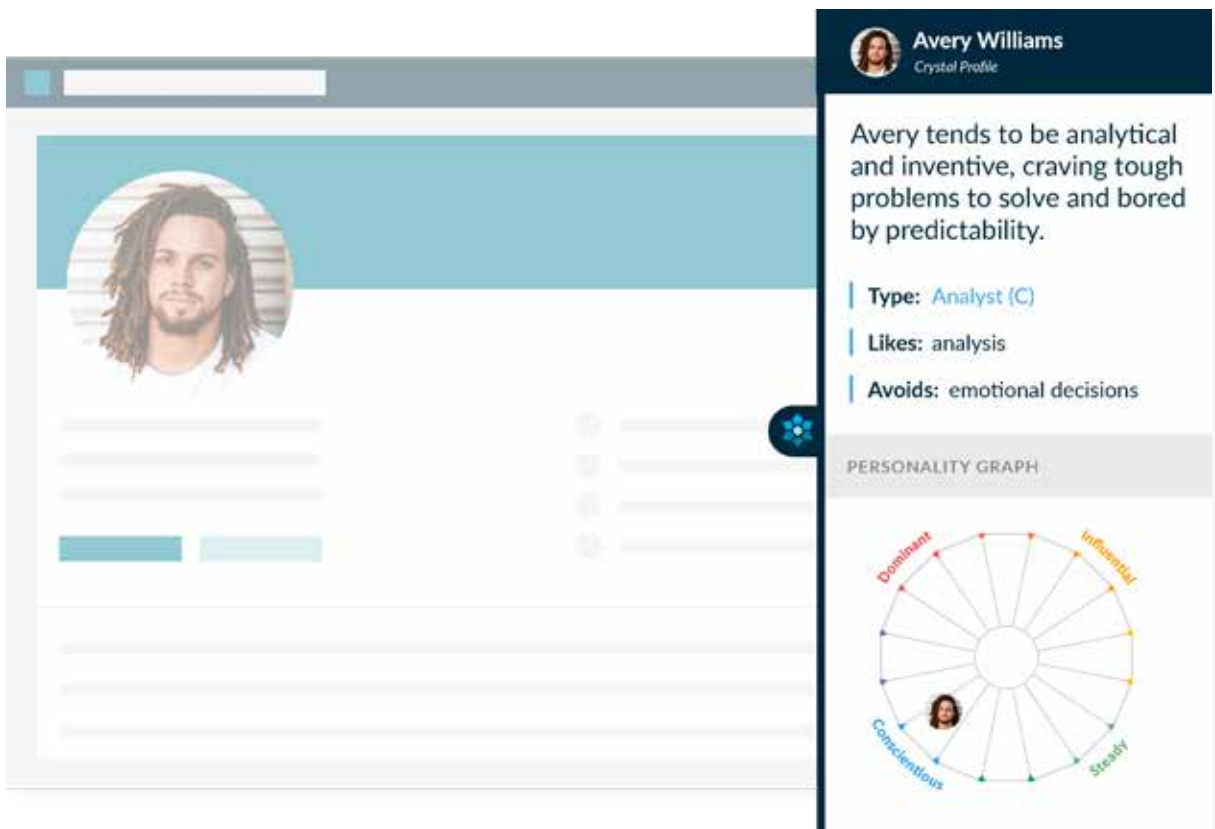 Avery Williams
Crystal Profile
Avery tends to be analytical
and inventive, craving tough
problems to solve and bored
by predictability.
Type: Analyst (C)
Likes: analysis
Avoids: emotional decisions
PERSONALITY GRAPH
Dominant
Influential
Conscientious
Steady